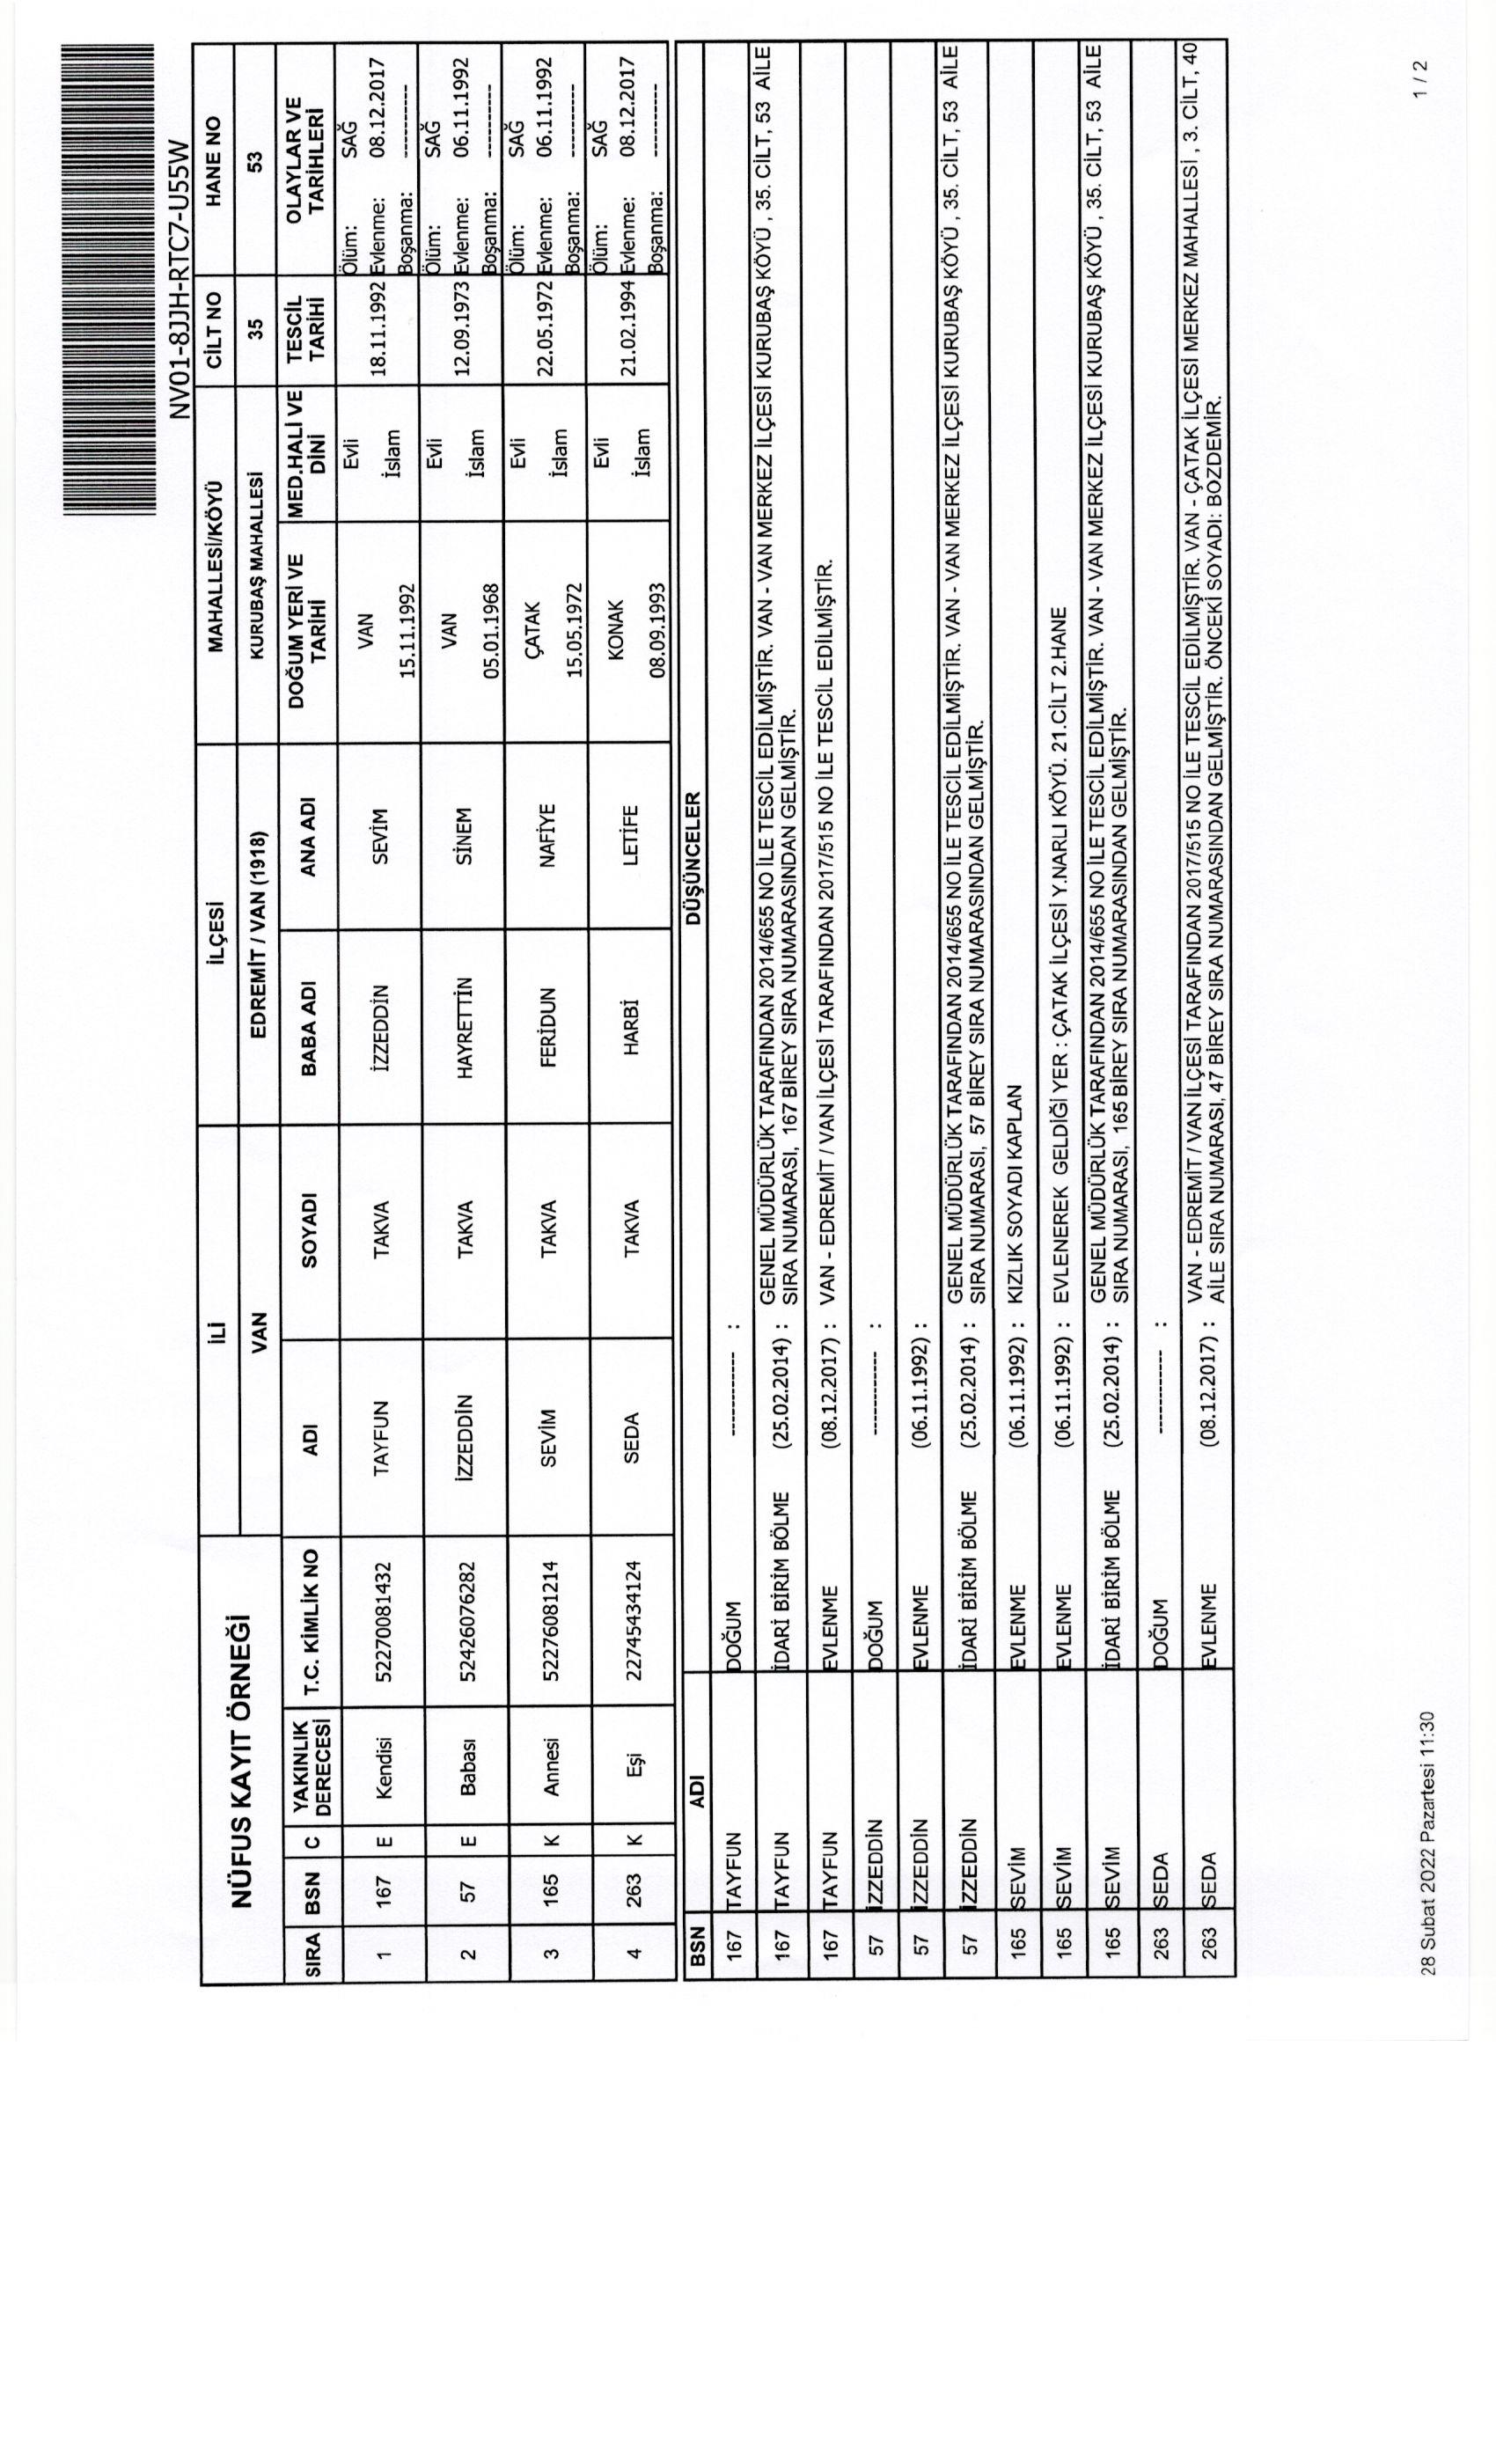 NV01-8JJH-RTC7-U55W
NÜFUS KAYIT ÖRNEĞİ İLİ İLÇESİ MAHALLESİ/KÖYÜ CİLT NO HANE NO
VAN EDREMİT / VAN (1918) KURUBAŞ MAHALLESİ 35 53
SIRA BSN C YAKINLIK DERECESİ T.C. KİMLİK NO ADI SOYADI BABA ADI ANA ADI DOĞUM YERİ VE TARİHİ MED.HALİ VE DİNİ TESCİL TARİHİ OLAYLAR VE TARİHLERİ
1 167 E Kendisi 52270081432 TAYFUN TAKVA İZZEDDİN SEVİM VAN 15.11.1992 Evli İslam 18.11.1992 Ölüm: SAĞ Evlenme: 08.12.2017 Boşanma: ----------
2 57 E Babası 52426076282 İZZEDDİN TAKVA HAYRETTİN SİNEM VAN 05.01.1968 Evli İslam 12.09.1973 Ölüm: SAĞ Evlenme: 06.11.1992 Boşanma: ----------
3 165 K Annesi 52276081214 SEVİM TAKVA FERİDUN NAFİYE ÇATAK 15.05.1972 Evli İslam 22.05.1972 Ölüm: SAĞ Evlenme: 06.11.1992 Boşanma: ----------
4 263 K Eşi 22745434124 SEDA TAKVA HARBİ LETİFE KONAK 08.09.1993 Evli İslam 21.02.1994 Ölüm: SAĞ Evlenme: 08.12.2017 Boşanma: ----------
BSN ADI DÜŞÜNCELER
167 TAYFUN DOĞUM ------------ :
167 TAYFUN İDARİ BİRİM BÖLME (25.02.2014) : GENEL MÜDÜRLÜK TARAFINDAN 2014/655 NO İLE TESCİL EDİLMİŞTİR. VAN - VAN MERKEZ İLÇESİ KURUBAŞ KÖYÜ , 35. CİLT, 53 AİLE
SIRA NUMARASI, 167 BİREY SIRA NUMARASINDAN GELMİŞTİR.
167 TAYFUN EVLENME (08.12.2017) : VAN - EDREMİT / VAN İLÇESİ TARAFINDAN 2017/515 NO İLE TESCİL EDİLMİŞTİR.
57 İZZEDDİN DOĞUM ------------ :
57 İZZEDDİN EVLENME (06.11.1992) :
57 İZZEDDİN İDARİ BİRİM BÖLME (25.02.2014) : GENEL MÜDÜRLÜK TARAFINDAN 2014/655 NO İLE TESCİL EDİLMİŞTİR. VAN - VAN MERKEZ İLÇESİ KURUBAŞ KÖYÜ , 35. CİLT, 53 AİLE
SIRA NUMARASI, 57 BİREY SIRA NUMARASINDAN GELMİŞTİR.
165 SEVİM EVLENME (06.11.1992) : KIZLIK SOYADI KAPLAN
165 SEVİM EVLENME (06.11.1992) : EVLENEREK GELDİĞİ YER : ÇATAK İLÇESİ Y.NARLI KÖYÜ. 21.CİLT 2.HANE
165 SEVİM İDARİ BİRİM BÖLME (25.02.2014) : GENEL MÜDÜRLÜK TARAFINDAN 2014/655 NO İLE TESCİL EDİLMİŞTİR. VAN - VAN MERKEZ İLÇESİ KURUBAŞ KÖYÜ , 35. CİLT, 53 AİLE
SIRA NUMARASI, 165 BİREY SIRA NUMARASINDAN GELMİŞTİR.
263 SEDA DOĞUM ------------ :
263 SEDA EVLENME (08.12.2017) : VAN - EDREMİT / VAN İLÇESİ TARAFINDAN 2017/515 NO İLE TESCİL EDİLMİŞTİR. VAN - ÇATAK İLÇESİ MERKEZ MAHALLESİ , 3. CİLT, 40
AİLE SIRA NUMARASI, 47 BİREY SIRA NUMARASINDAN GELMİŞTİR. ÖNCEKİ SOYADI: BOZDEMİR.
28 Subat 2022 Pazartesi 11:30
1 / 2